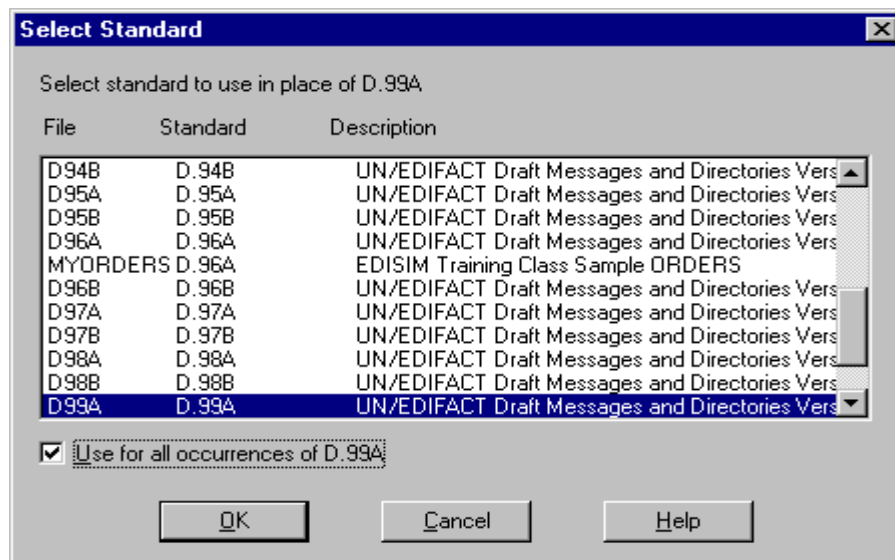 Select Standard
Select standard to use in place of D.99A
File Standard Description
D94B D.94B UN/EDIFACT Draft Messages and Directories Vers
D95A D.95A UN/EDIFACT Draft Messages and Directories Vers
D95B D.95B UN/EDIFACT Draft Messages and Directories Vers
D96A D.96A UN/EDIFACT Draft Messages and Directories Vers
MYORDERS D.96A EDISIM Training Class Sample ORDERS
D96B D.96B UN/EDIFACT Draft Messages and Directories Vers
D97A D.97A UN/EDIFACT Draft Messages and Directories Vers
D97B D.97B UN/EDIFACT Draft Messages and Directories Vers
D98A D.98A UN/EDIFACT Draft Messages and Directories Vers
D98B D.98B UN/EDIFACT Draft Messages and Directories Vers
D99A D.99A UN/EDIFACT Draft Messages and Directories Vers
Use for all occurrences of D.99A
OK Cancel Help